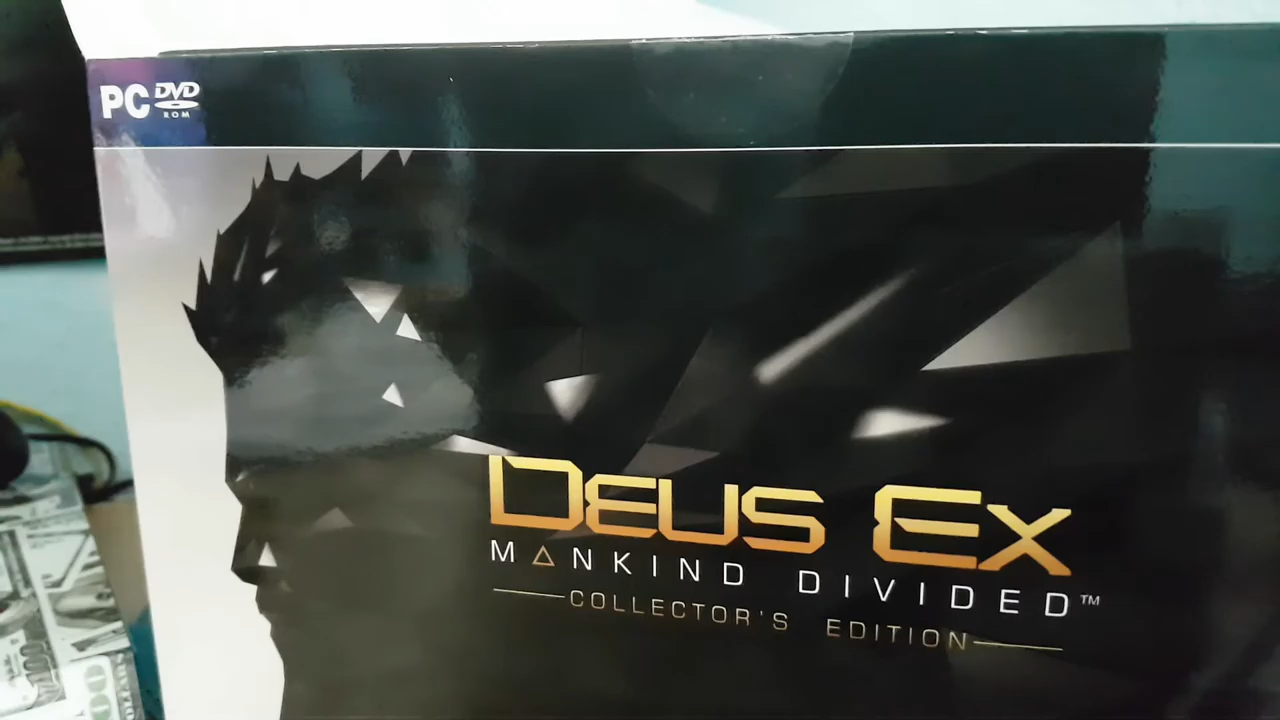 PC DVD
ROM
DEUS EX
MANKIND DIVIDED™
COLLECTOR'S EDITION